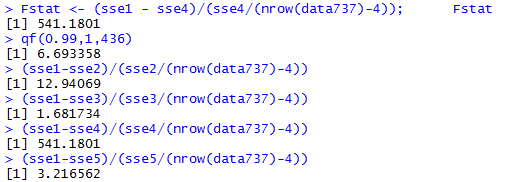 > Fstat <- (sse1 - sse4)/(sse4/(nrow(data737)-4)); Fstat
[1] 541.1801
> qf(0.99,1,436)
[1] 6.693358
> (sse1-sse2)/(sse2/(nrow(data737)-4))
[1] 12.94069
> (sse1-sse3)/(sse3/(nrow(data737)-4))
[1] 1.681734
> (sse1-sse4)/(sse4/(nrow(data737)-4))
[1] 541.1801
> (sse1-sse5)/(sse5/(nrow(data737)-4))
[1] 3.216562